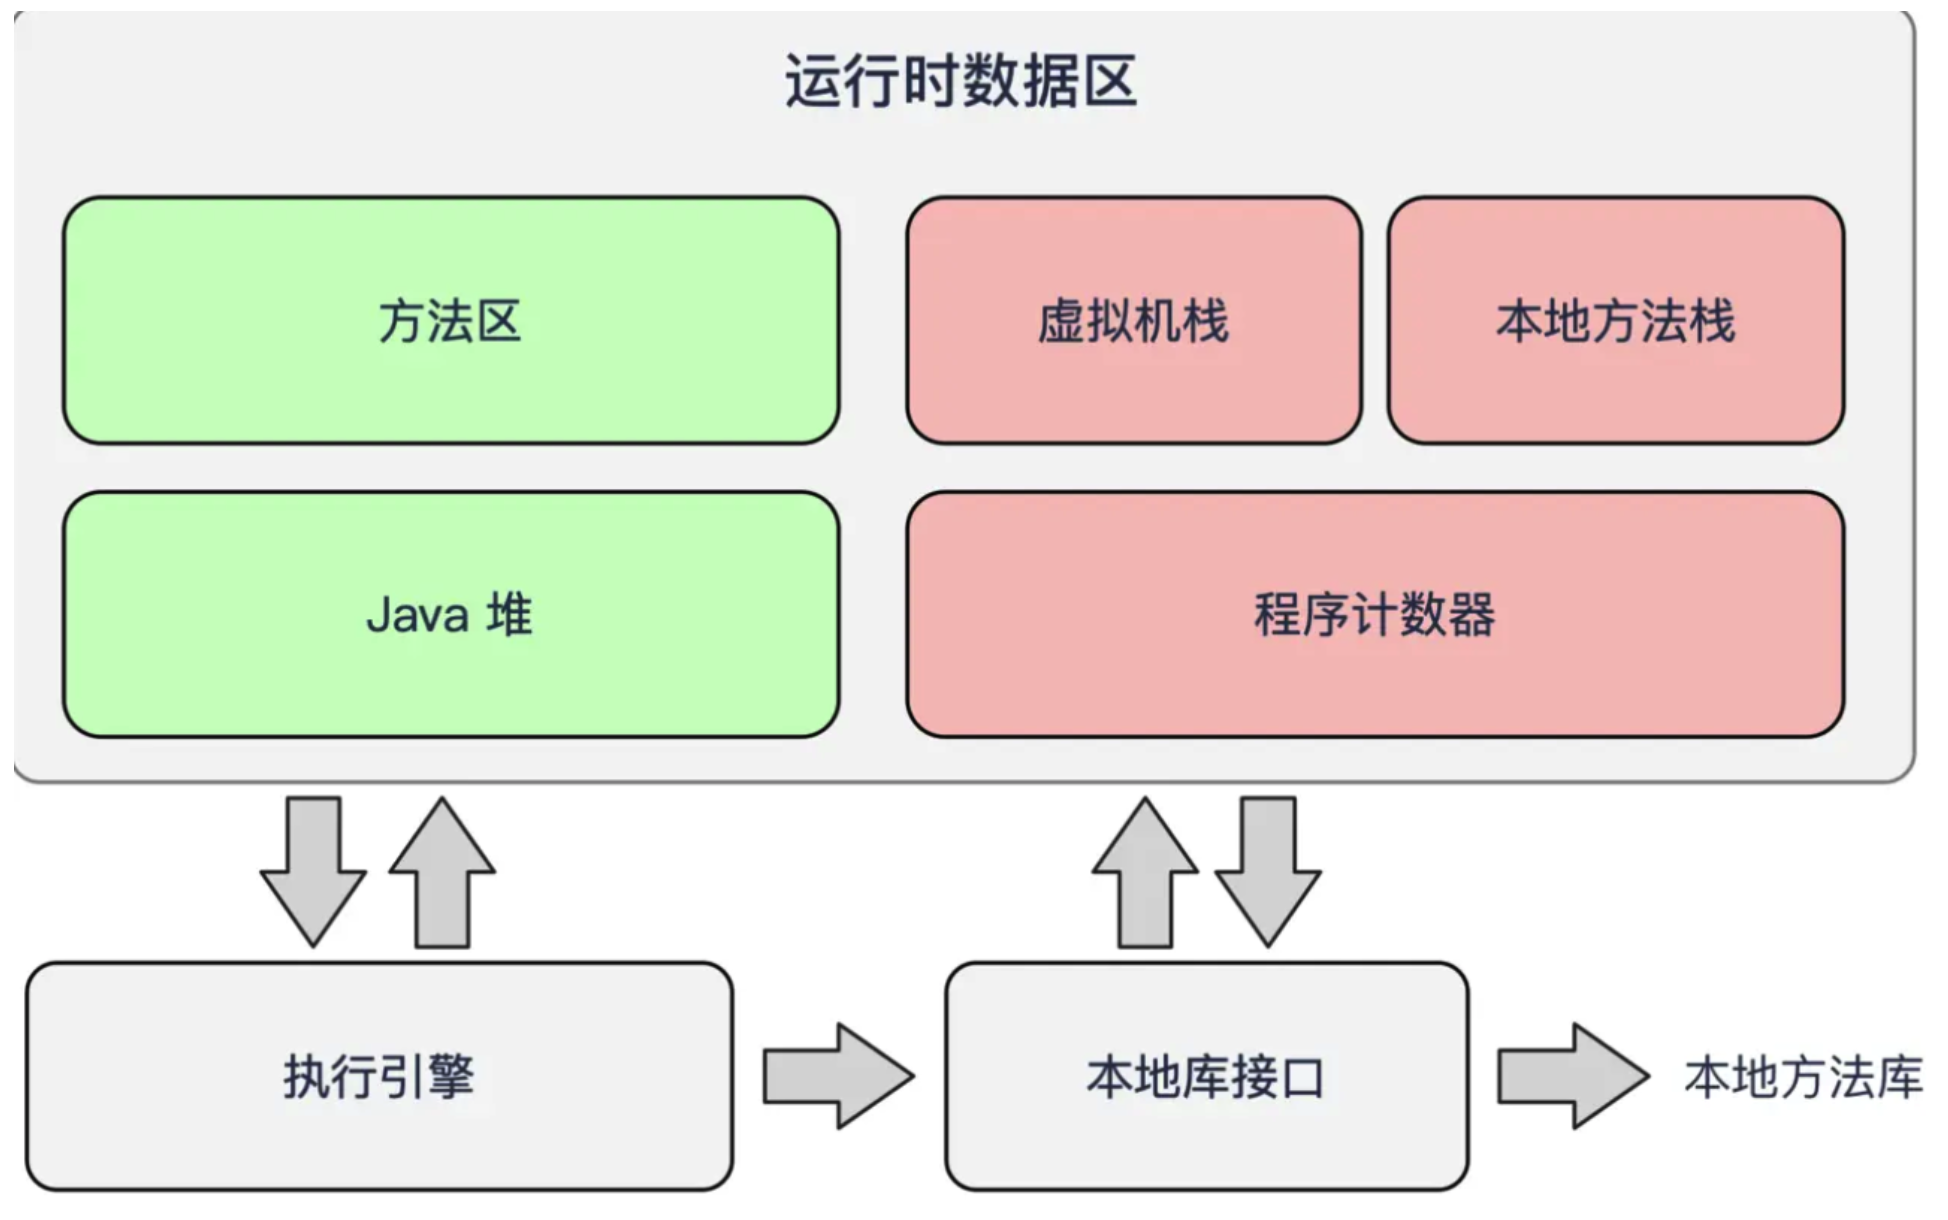 运行时数据区
方法区
虚拟机栈
本地方法栈
Java 堆
程序计数器
执行引擎
本地库接口
本地方法库